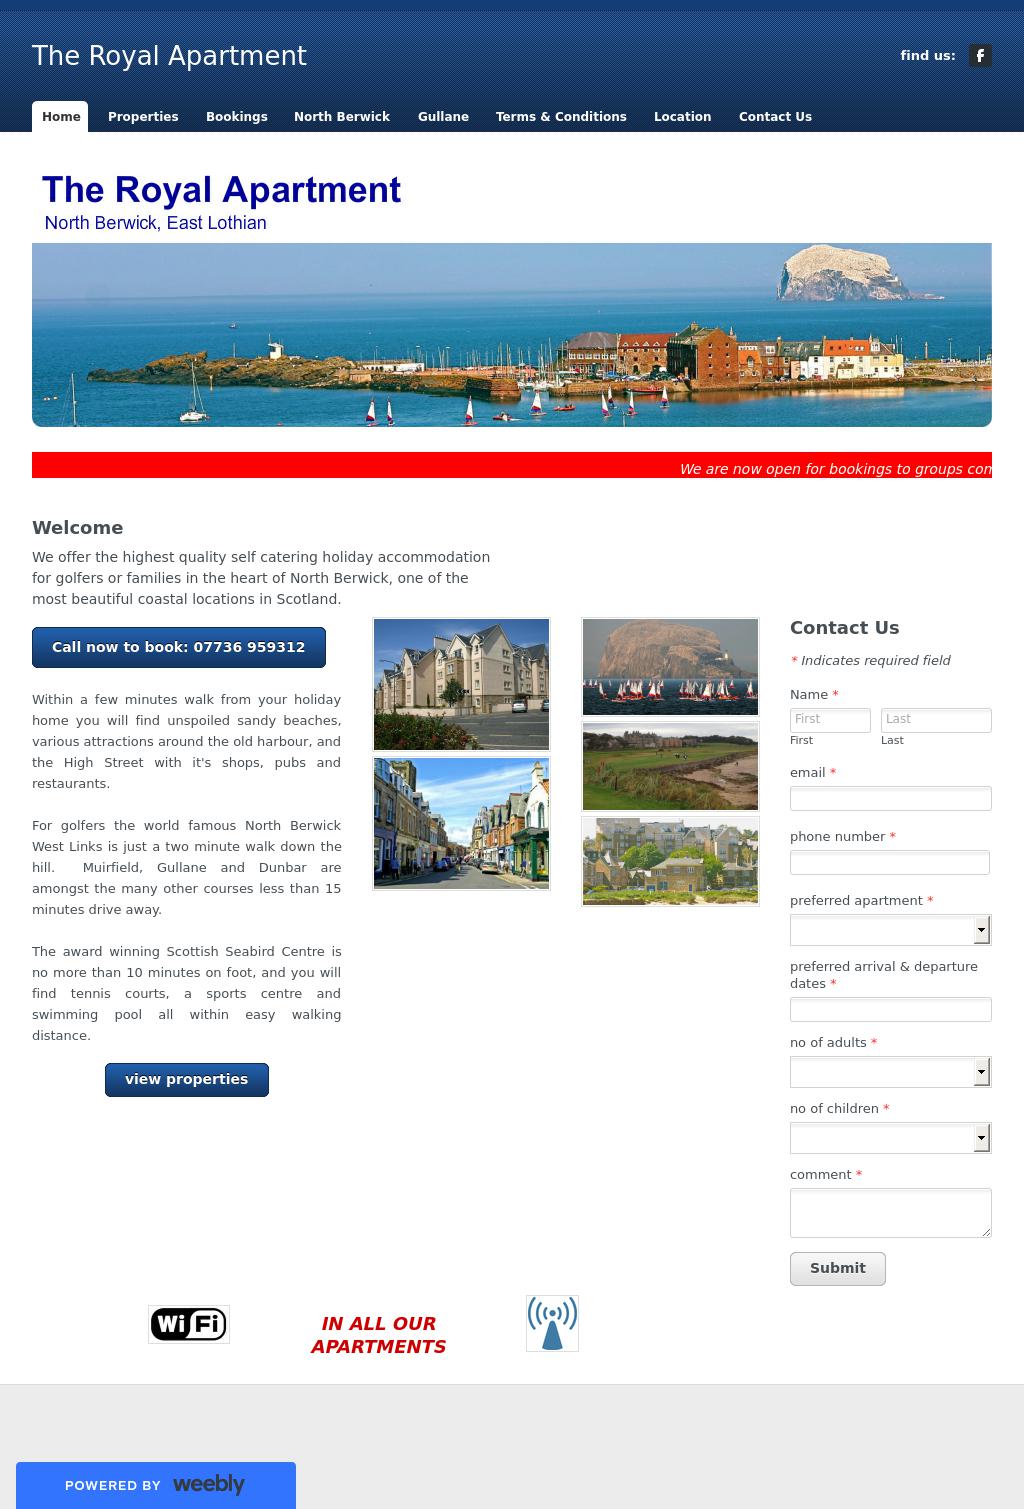 The Royal Apartment
find us:
Home Properties Bookings North Berwick Gullane Terms & Conditions Location Contact Us
The Royal Apartment
North Berwick, East Lothian
We are now open for bookings to groups com
Welcome
We offer the highest quality self catering holiday accommodation
for golfers or families in the heart of North Berwick, one of the
most beautiful coastal locations in Scotland.
Call now to book: 07736 959312
Within a few minutes walk from your holiday
home you will find unspoiled sandy beaches,
various attractions around the old harbour, and
the High Street with it's shops, pubs and
restaurants.
For golfers the world famous North Berwick
West Links is just a two minute walk down the
hill. Muirfield, Gullane and Dunbar are
amongst the many other courses less than 15
minutes drive away.
The award winning Scottish Seabird Centre is
no more than 10 minutes on foot, and you will
find tennis courts, a sports centre and
swimming pool all within easy walking
distance.
view properties
Contact Us
* Indicates required field
Name *
First Last
First Last
email *
phone number *
preferred apartment *
preferred arrival & departure
dates *
no of adults *
no of children *
comment *
Submit
Wi Fi
IN ALL OUR
APARTMENTS
POWERED BY weebly